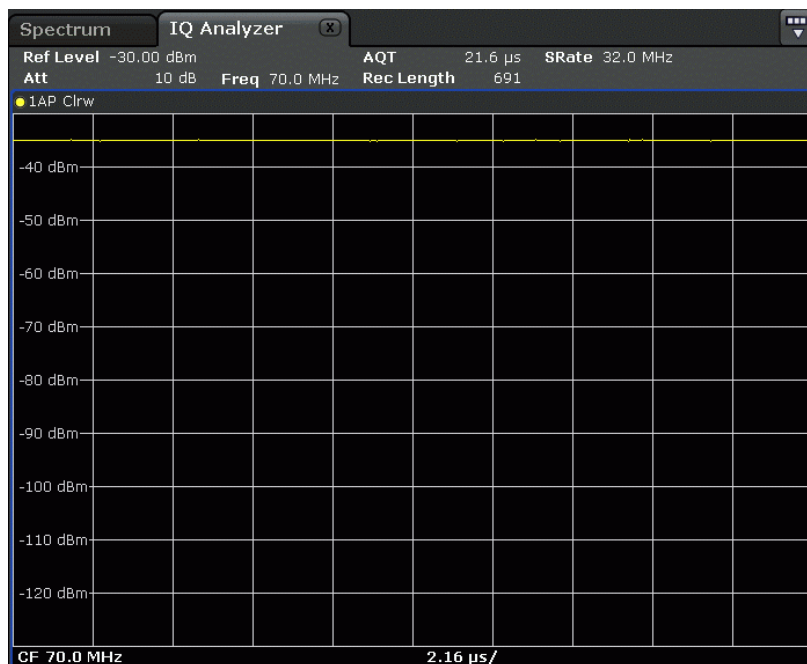 Spectrum IQ Analyzer X
Ref Level -30.00 dBm AQT 21.6 µs SRate 32.0 MHz
Att 10 dB Freq 70.0 MHz Rec Length 691
1AP Clrw
-40 dBm
-50 dBm
-60 dBm
-70 dBm
-80 dBm
-90 dBm
-100 dBm
-110 dBm
-120 dBm
CF 70.0 MHz 2.16 µs/